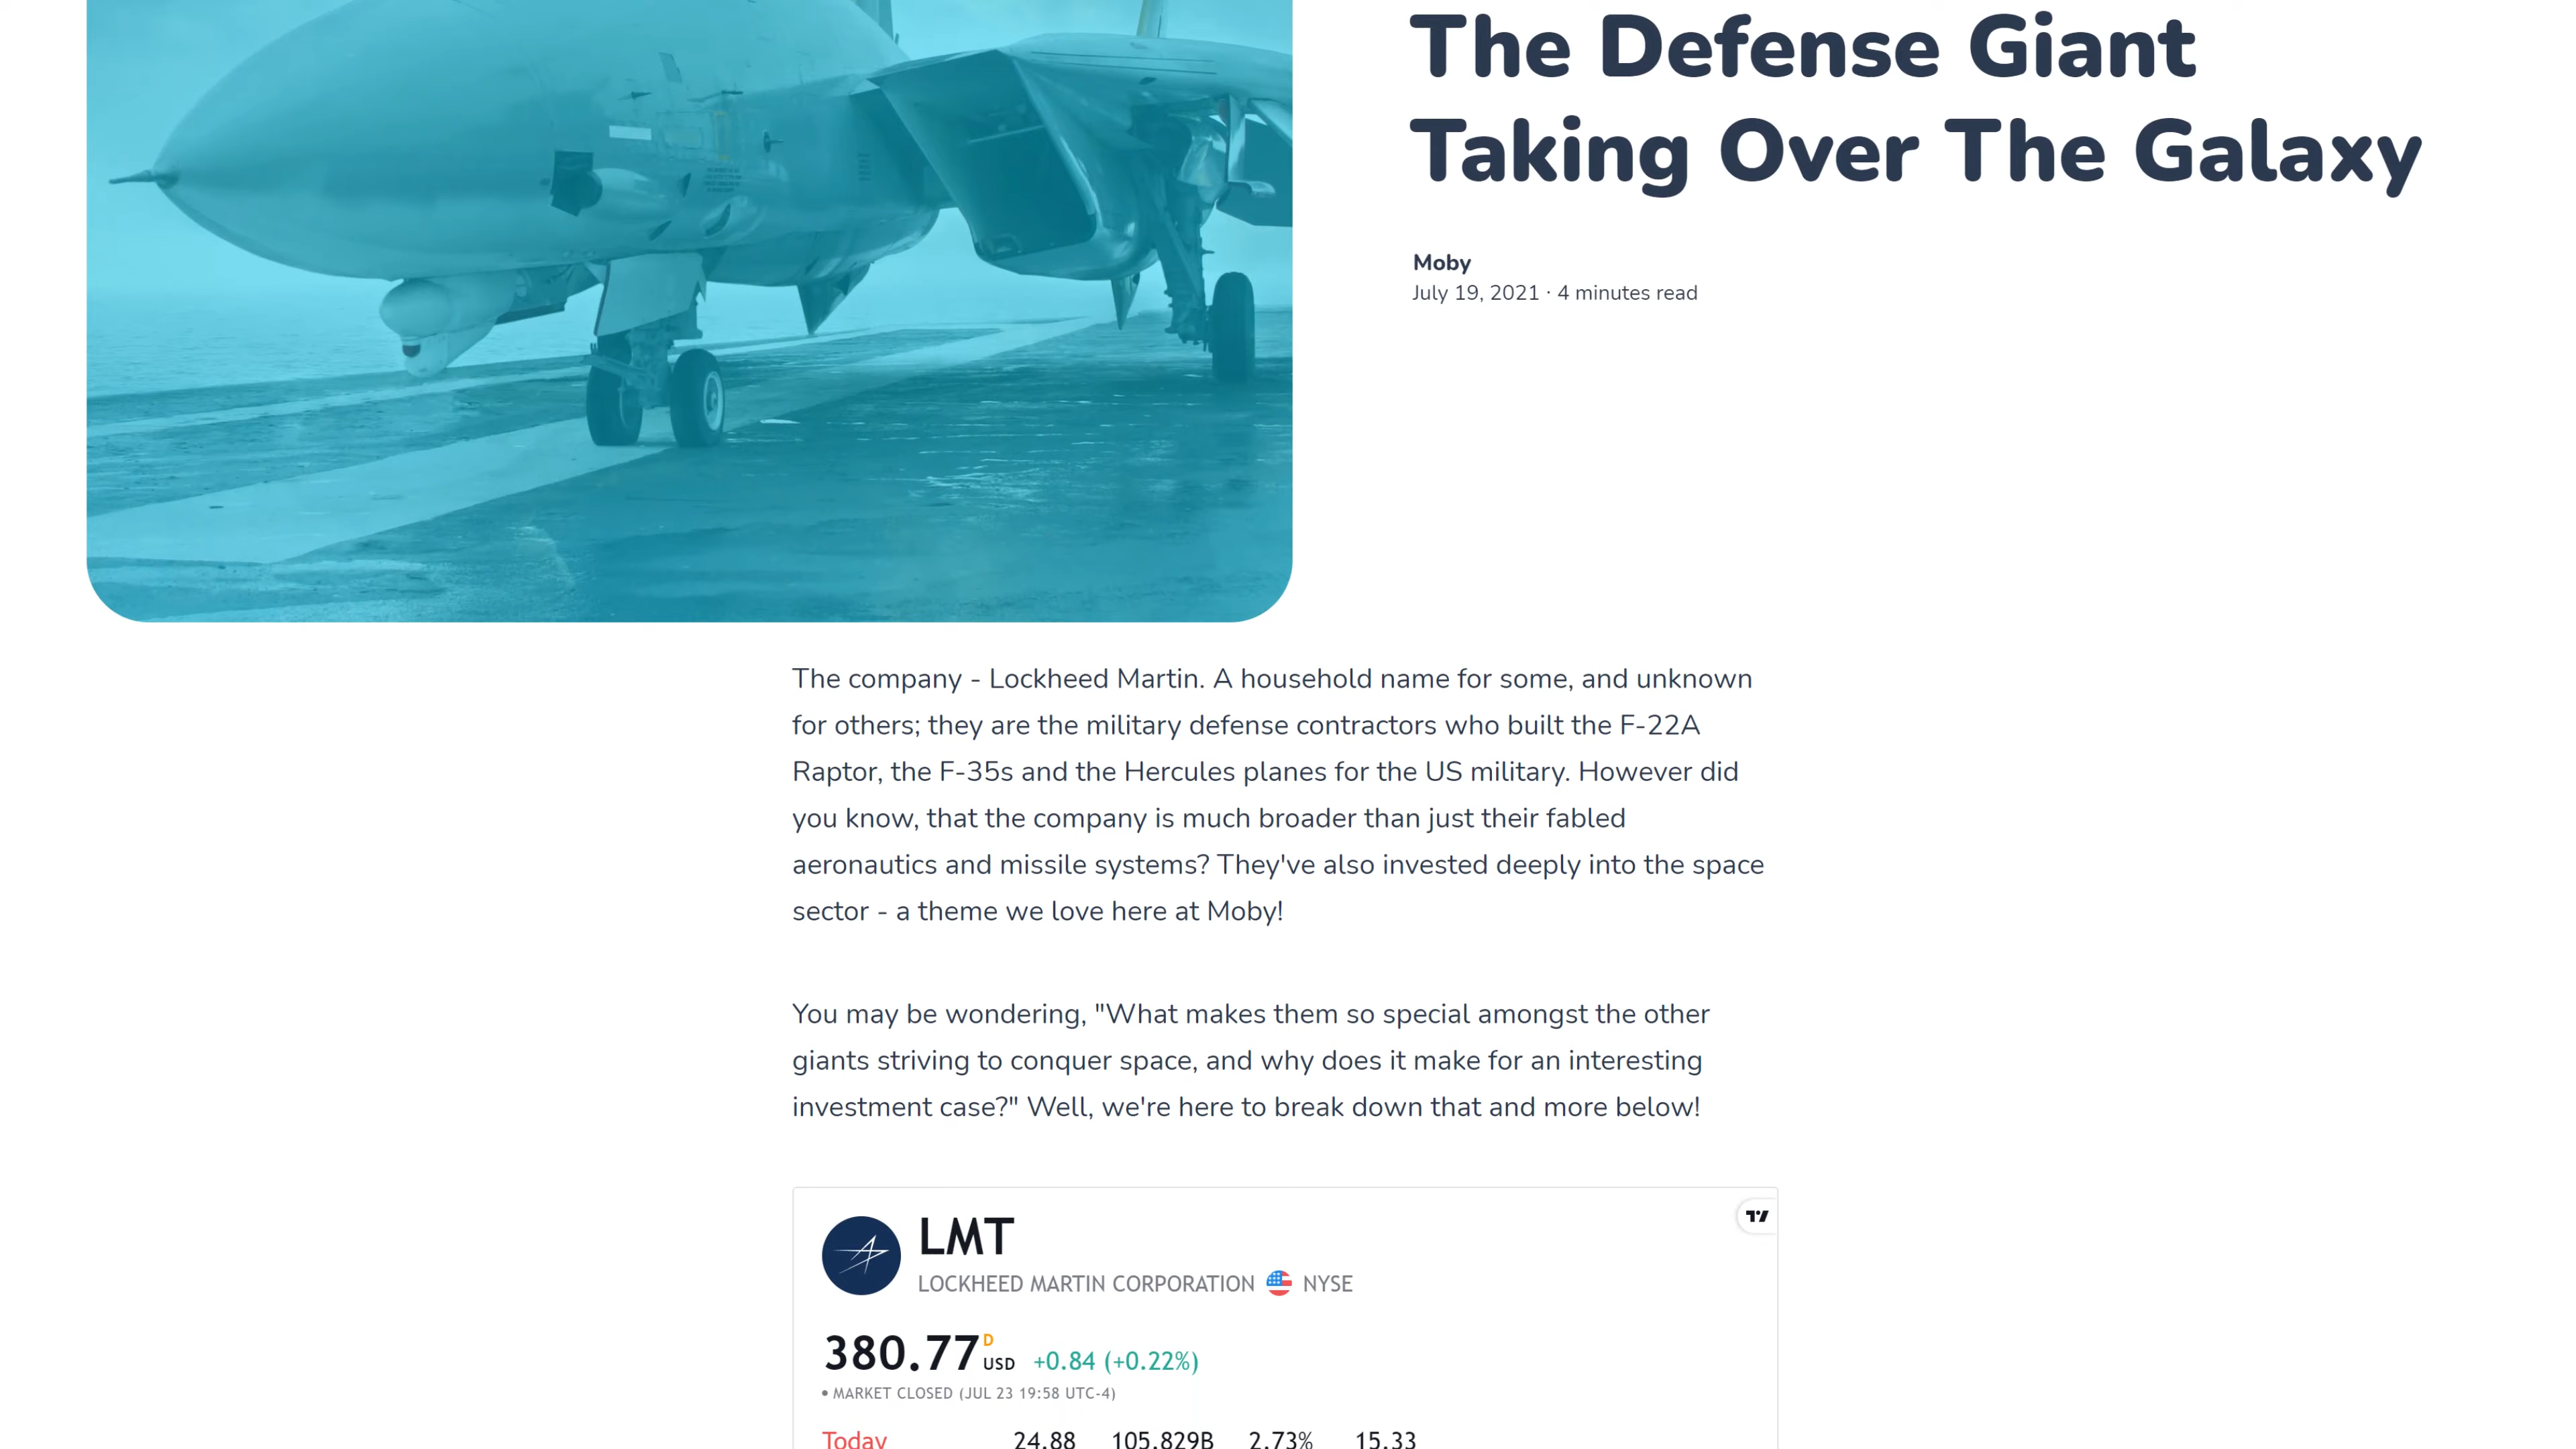 The Defense Giant
Taking Over The Galaxy
Moby
July 19, 2021 · 4 minutes read
The company - Lockheed Martin. A household name for some, and unknown
for others; they are the military defense contractors who built the F-22A
Raptor, the F-35s and the Hercules planes for the US military. However did
you know, that the company is much broader than just their fabled
aeronautics and missile systems? They've also invested deeply into the space
sector - a theme we love here at Moby!
You may be wondering, "What makes them so special amongst the other
giants striving to conquer space, and why does it make for an interesting
investment case?" Well, we're here to break down that and more below!
LMT
LOCKHEED MARTIN CORPORATION NYSE
380.77 D USD +0.84 (+0.22%)
• MARKET CLOSED (JUL 23 19:58 UTC-4)
Today 24.88 105.829B 2.73% 15.33